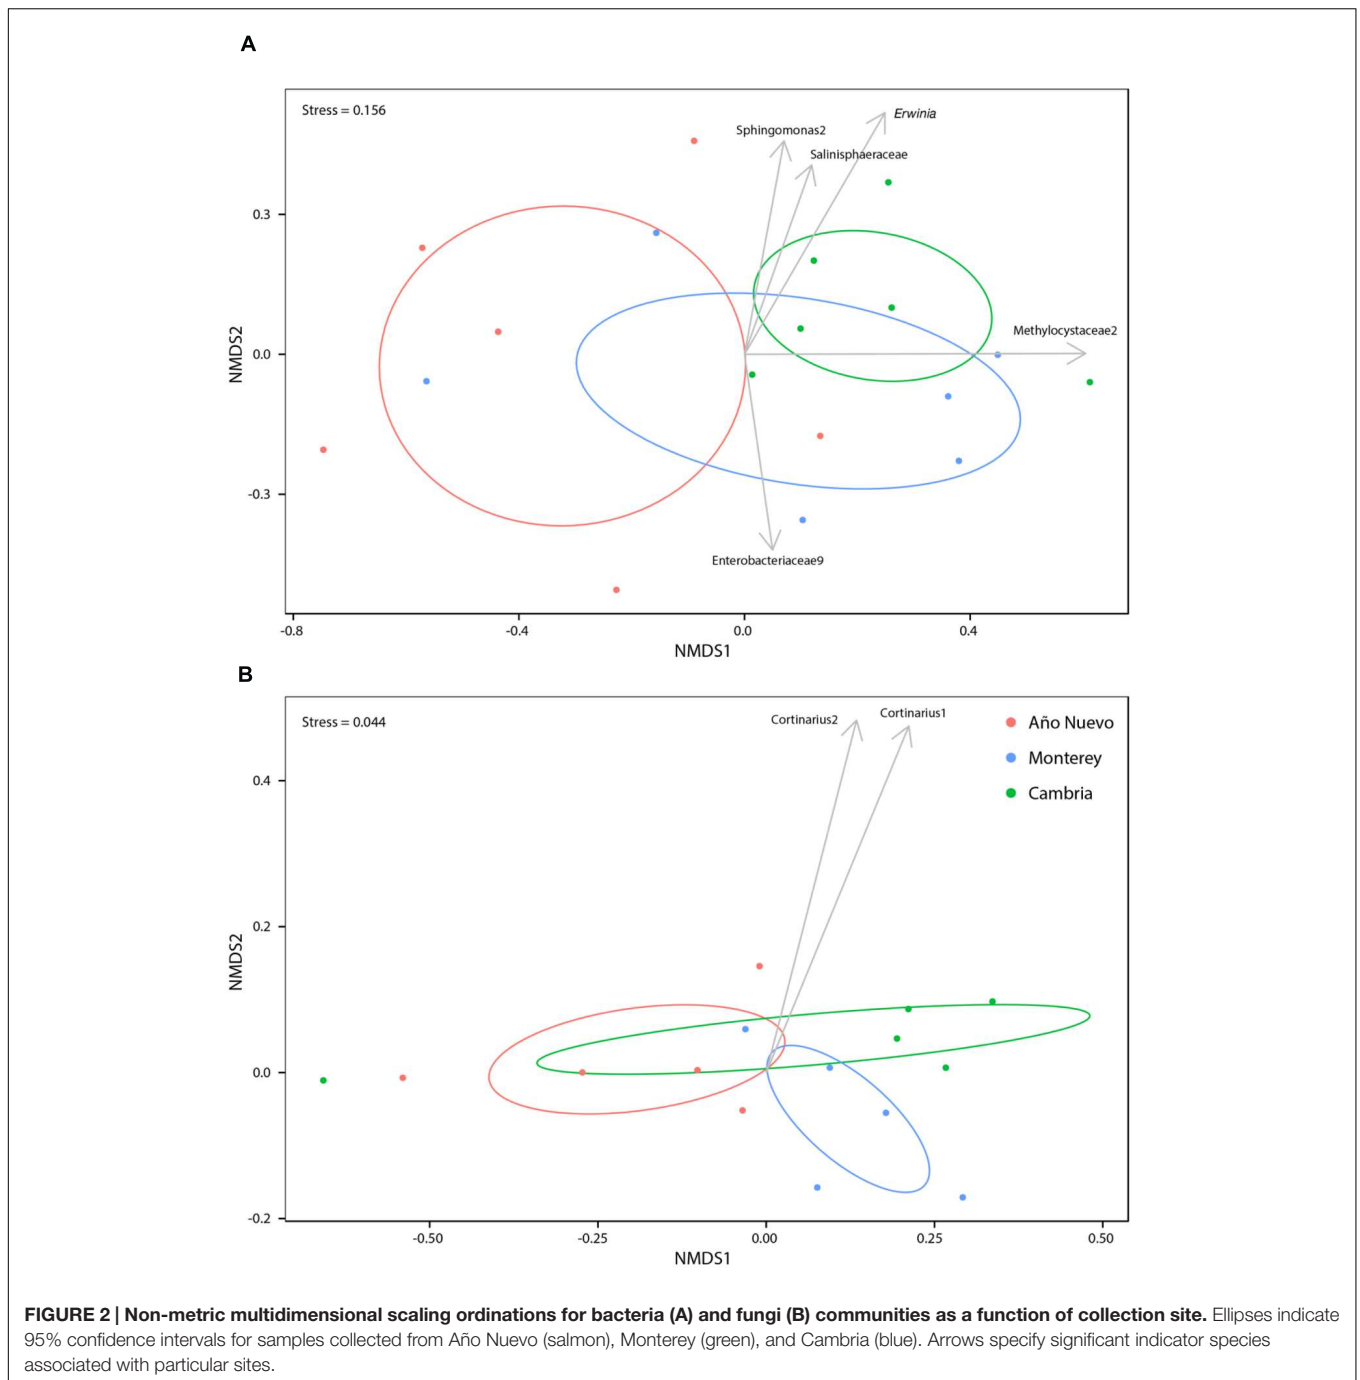 A
Stress = 0.156
Erwinia
Sphingomonas2
Salinisphaeraceae
0.3
Methylocystaceae2
0.0
NMDS2
-0.3
Enterobacteriaceae9
-0.8 -0.4 0.0 0.4
NMDS1
B
Stress = 0.044
Cortinarius2
Cortinarius1
Año Nuevo
Monterey
Cambria
0.4
0.2
NMDS2
0.0
-0.2
-0.50 -0.25 0.00 0.25 0.50
NMDS1
FIGURE 2 | Non-metric multidimensional scaling ordinations for bacteria (A) and fungi (B) communities as a function of collection site. Ellipses indicate
95% confidence intervals for samples collected from Año Nuevo (salmon), Monterey (green), and Cambria (blue). Arrows specify significant indicator species
associated with particular sites.